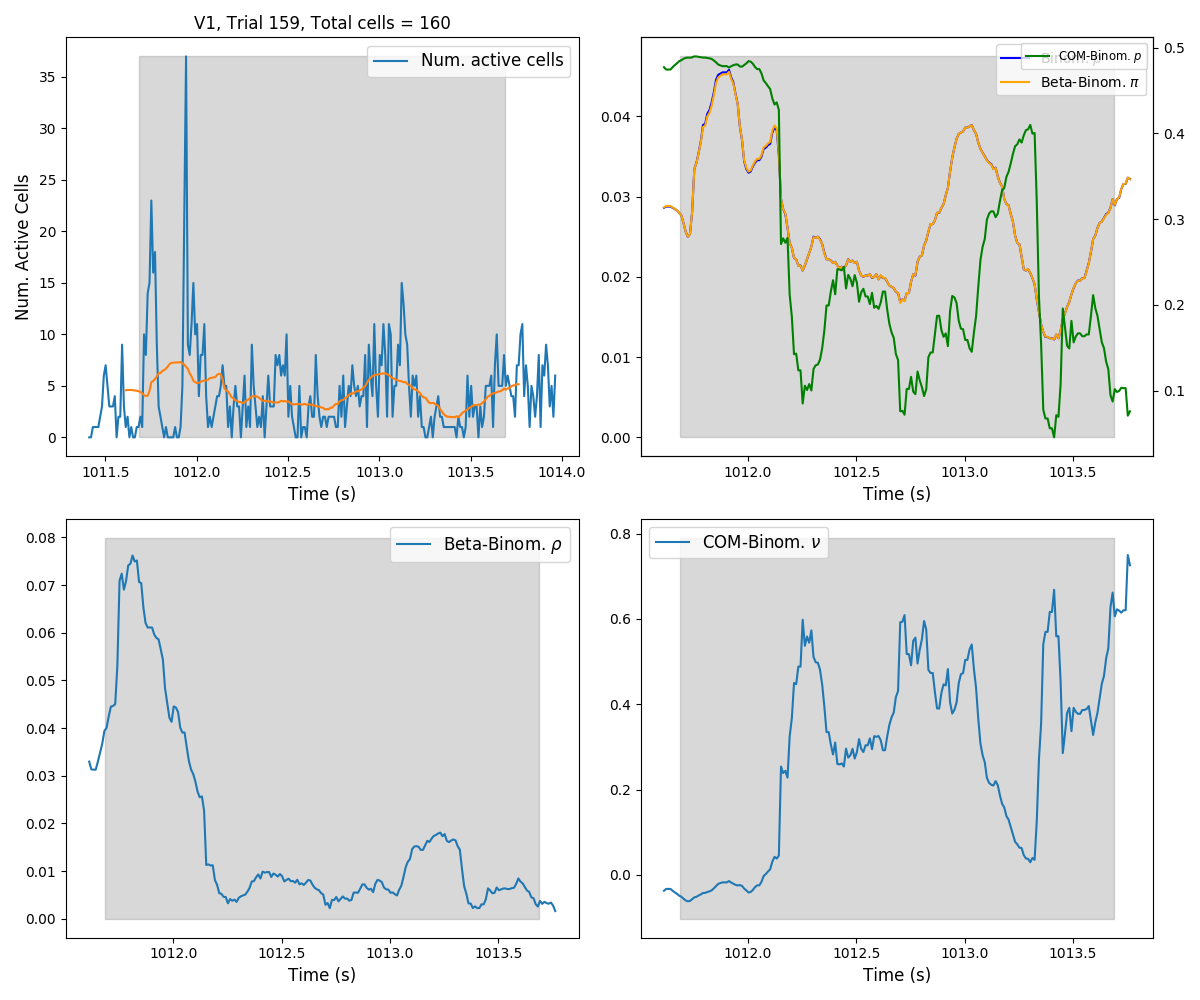 V1, Trial 159, Total cells = 160
Num. Active Cells
35
30
25
20
15
10
5
0
Num. active cells
1011.5 1012.0 1012.5 1013.0 1013.5 1014.0
Time (s)
0.04
0.03
0.02
0.01
0.00
COM-Binom. p
Beta-Binom. π
0.5
0.4
0.3
0.2
0.1
1012.0 1012.5 1013.0 1013.5
Time (s)
0.08
0.07
0.06
0.05
0.04
0.03
0.02
0.01
0.00
Beta-Binom. ρ
1012.0 1012.5 1013.0 1013.5
Time (s)
0.8
0.6
0.4
0.2
0.0
COM-Binom. ν
1012.0 1012.5 1013.0 1013.5
Time (s)